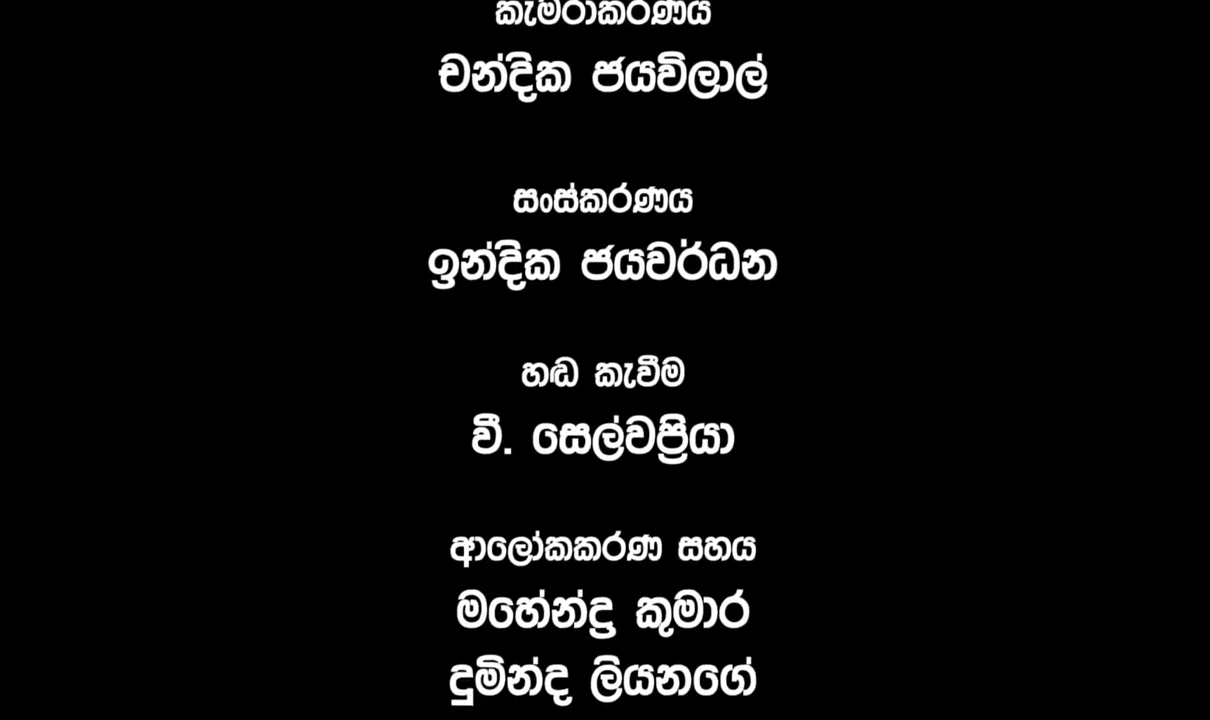 කැමරාකරණය
චන්දික ජයවිලාල්
සංස්කරණය
ඉන්දික ජයවර්ධන
හඬ කැවීම
වී. සෙල්වප්‍රියා
ආලෝකකරණ සහය
මහේන්ද්‍ර කුමාර
දුමින්ද ලියනගේ